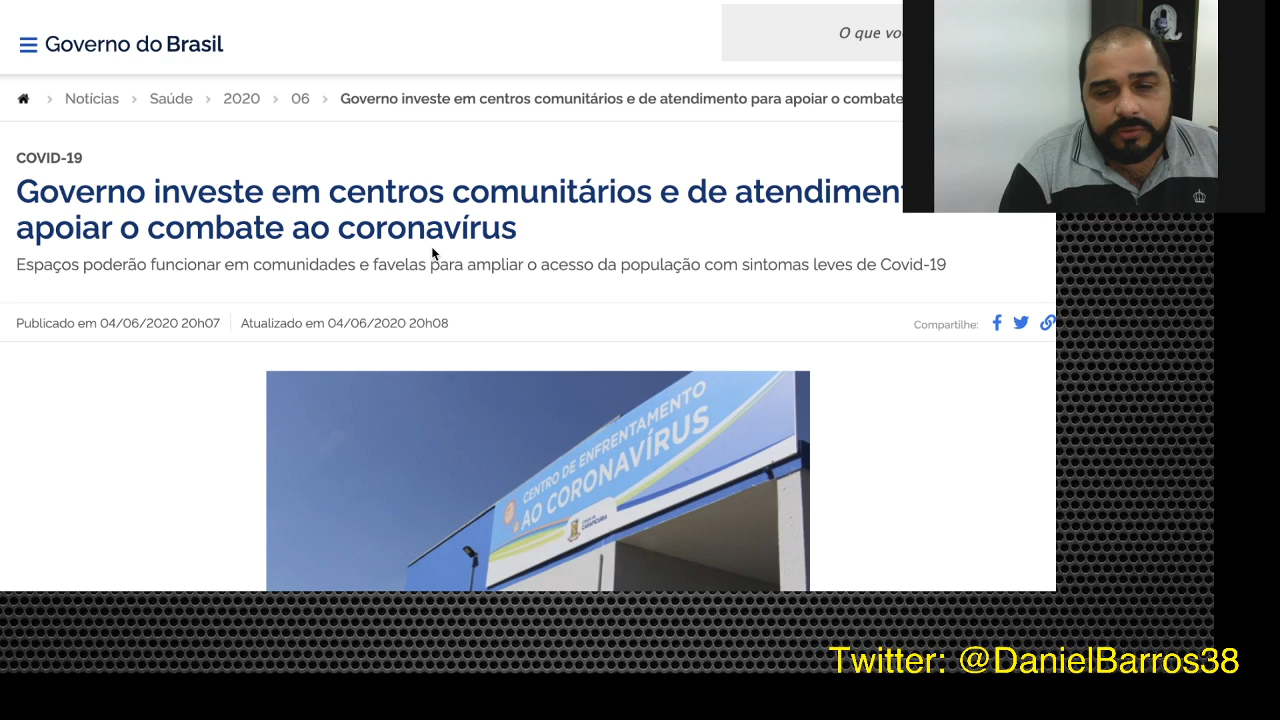 Governo do Brasil
O que vo
Notícias > Saúde > 2020 > 06 > Governo investe em centros comunitários e de atendimento para apoiar o combate
COVID-19
Governo investe em centros comunitários e de atendimen
apoiar o combate ao coronavírus
Espaços poderão funcionar em comunidades e favelas para ampliar o acesso da população com sintomas leves de Covid-19
Publicado em 04/06/2020 20h07 | Atualizado em 04/06/2020 20h08
Compartilhe:
CENTRO DE ENFRENTAMENTO
AO CORONAVÍRUS
CARAPICUIBA
Twitter: @DanielBarros38